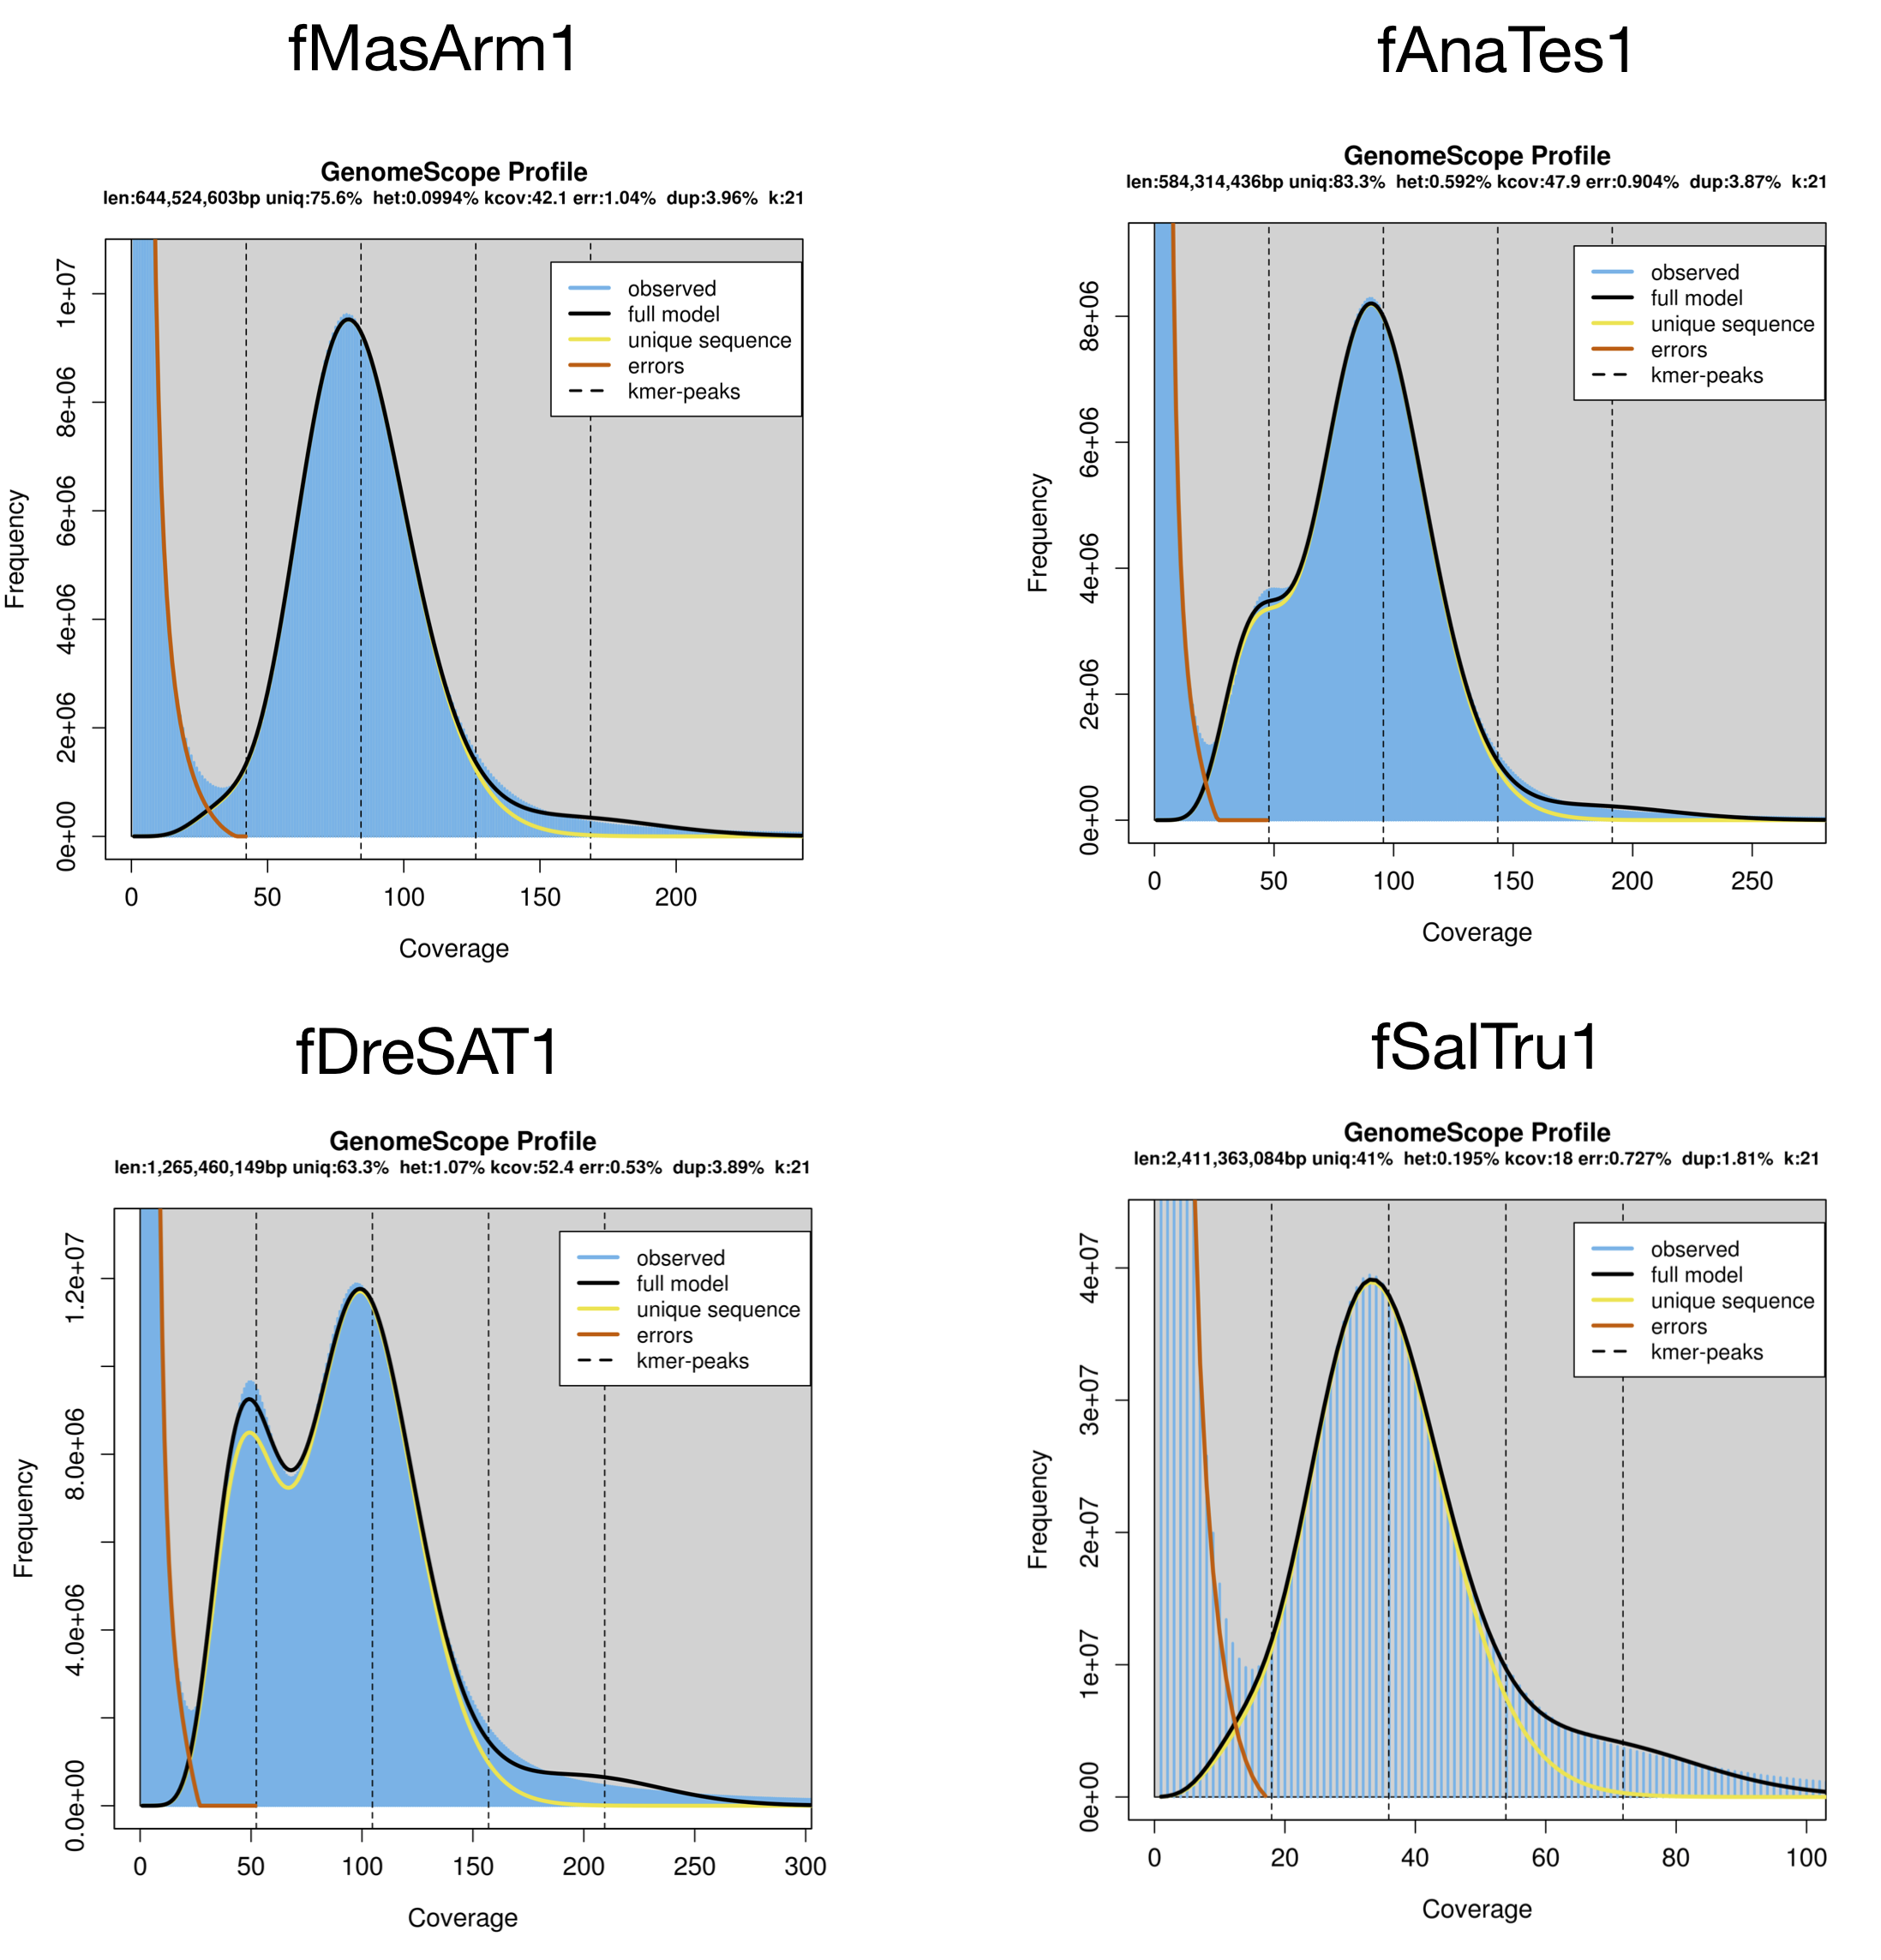 fMasArm1
GenomeScope Profile
len:644,524,603bp uniq:75.6% het:0.0994% kcov:42.1 err:1.04% dup:3.96% k:21
observed
full model
unique sequence
errors
kmer-peaks
Frequency
0e+00 2e+06 4e+06 6e+06 8e+06 1e+07
0 50 100 150 200
Coverage
fAnaTes1
GenomeScope Profile
len:584,314,436bp uniq:83.3% het:0.592% kcov:47.9 err:0.904% dup:3.87% k:21
observed
full model
unique sequence
errors
kmer-peaks
Frequency
0e+00 2e+06 4e+06 6e+06 8e+06
0 50 100 150 200 250
Coverage
fDreSAT1
GenomeScope Profile
len:1,265,460,149bp uniq:63.3% het:1.07% kcov:52.4 err:0.53% dup:3.89% k:21
observed
full model
unique sequence
errors
kmer-peaks
Frequency
0.0e+00 4.0e+06 8.0e+06 1.2e+07
0 50 100 150 200 250 300
Coverage
fSalTru1
GenomeScope Profile
len:2,411,363,084bp uniq:41% het:0.195% kcov:18 err:0.727% dup:1.81% k:21
observed
full model
unique sequence
errors
kmer-peaks
Frequency
0e+00 1e+07 2e+07 3e+07 4e+07
0 20 40 60 80 100
Coverage